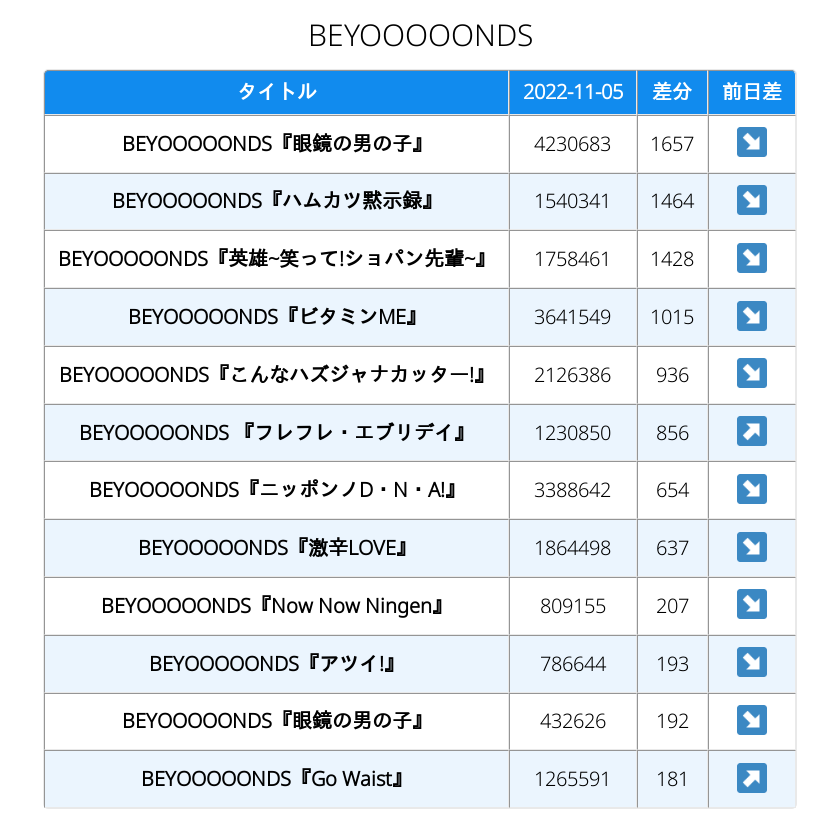 BEYOOOOONDS
タイトル 2022-11-05 差分 前日差
BEYOOOOONDS『眼鏡の男の子』 4230683 1657 ↘
BEYOOOOONDS『ハムカツ黙示録』 1540341 1464 ↘
BEYOOOOONDS『英雄~笑って!ショパン先輩~』 1758461 1428 ↘
BEYOOOOONDS『ビタミンME』 3641549 1015 ↘
BEYOOOOONDS『こんなハズジャナカッター!』 2126386 936 ↘
BEYOOOOONDS 『フレフレ・エブリデイ』 1230850 856 ↗
BEYOOOOONDS『ニッポンノD・N・A!』 3388642 654 ↘
BEYOOOOONDS『激辛LOVE』 1864498 637 ↘
BEYOOOOONDS『Now Now Ningen』 809155 207 ↘
BEYOOOOONDS『アツイ!』 786644 193 ↘
BEYOOOOONDS『眼鏡の男の子』 432626 192 ↘
BEYOOOOONDS『Go Waist』 1265591 181 ↗